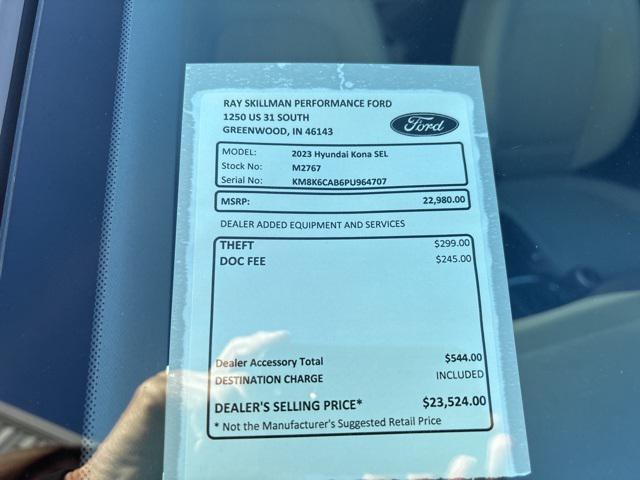 RAY SKILLMAN PERFORMANCE FORD
1250 US 31 SOUTH
GREENWOOD, IN 46143
Ford
MODEL: 2023 Hyundai Kona SEL
Stock No: M2767
Serial No: KM8K6CAB6PU964707
MSRP: 22,980.00
DEALER ADDED EQUIPMENT AND SERVICES
THEFT $299.00
DOC FEE $245.00
Dealer Accessory Total $544.00
DESTINATION CHARGE INCLUDED
DEALER'S SELLING PRICE* $23,524.00
* Not the Manufacturer's Suggested Retail Price